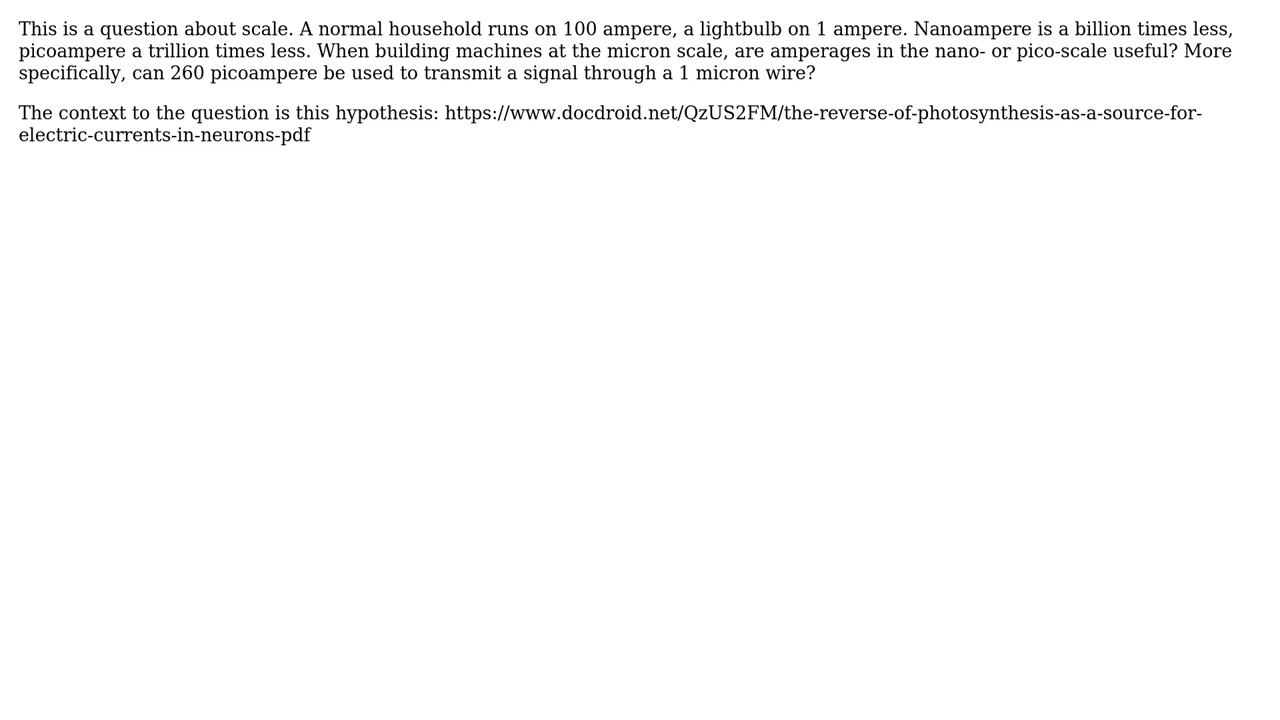 This is a question about scale. A normal household runs on 100 ampere, a lightbulb on 1 ampere. Nanoampere is a billion times less,
picoampere a trillion times less. When building machines at the micron scale, are amperages in the nano- or pico-scale useful? More
specifically, can 260 picoampere be used to transmit a signal through a 1 micron wire?
The context to the question is this hypothesis: https://www.docdroid.net/QzUS2FM/the-reverse-of-photosynthesis-as-a-source-for-
electric-currents-in-neurons-pdf